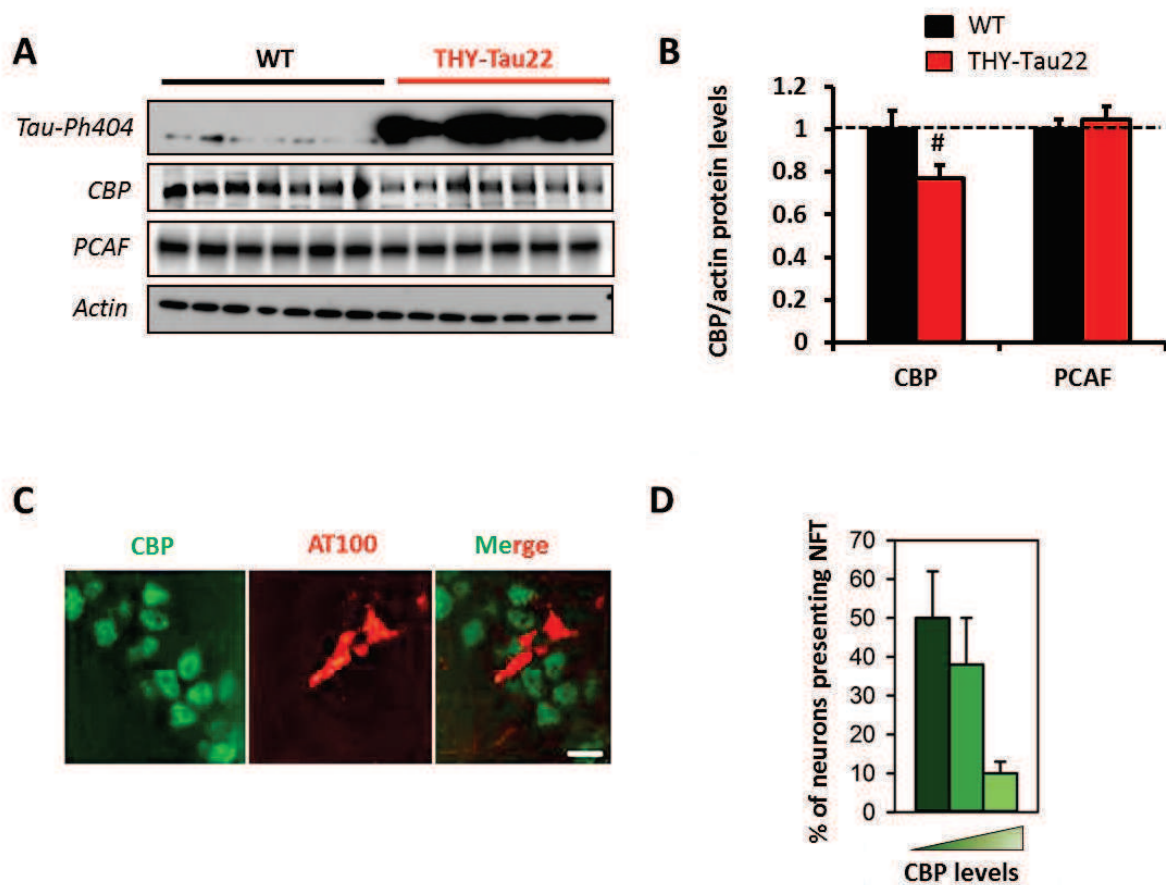 A
WT
THY-Tau22
Tau-Ph404
CBP
PCAF
Actin
B
WT
THY-Tau22
CBP/actin protein levels
1.2
1
0.8
0.6
0.4
0.2
0
#
CBP
PCAF
C
CBP
AT100
Merge
D
% of neurons presenting NFT
70
60
50
40
30
20
10
0
CBP levels